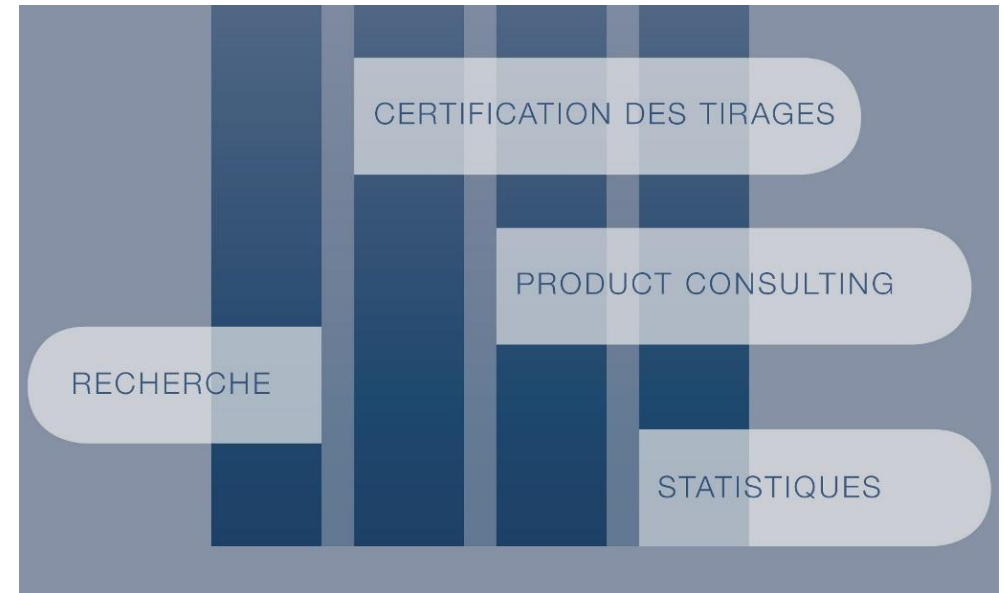 CERTIFICATION DES TIRAGES
PRODUCT CONSULTING
RECHERCHE
STATISTIQUES